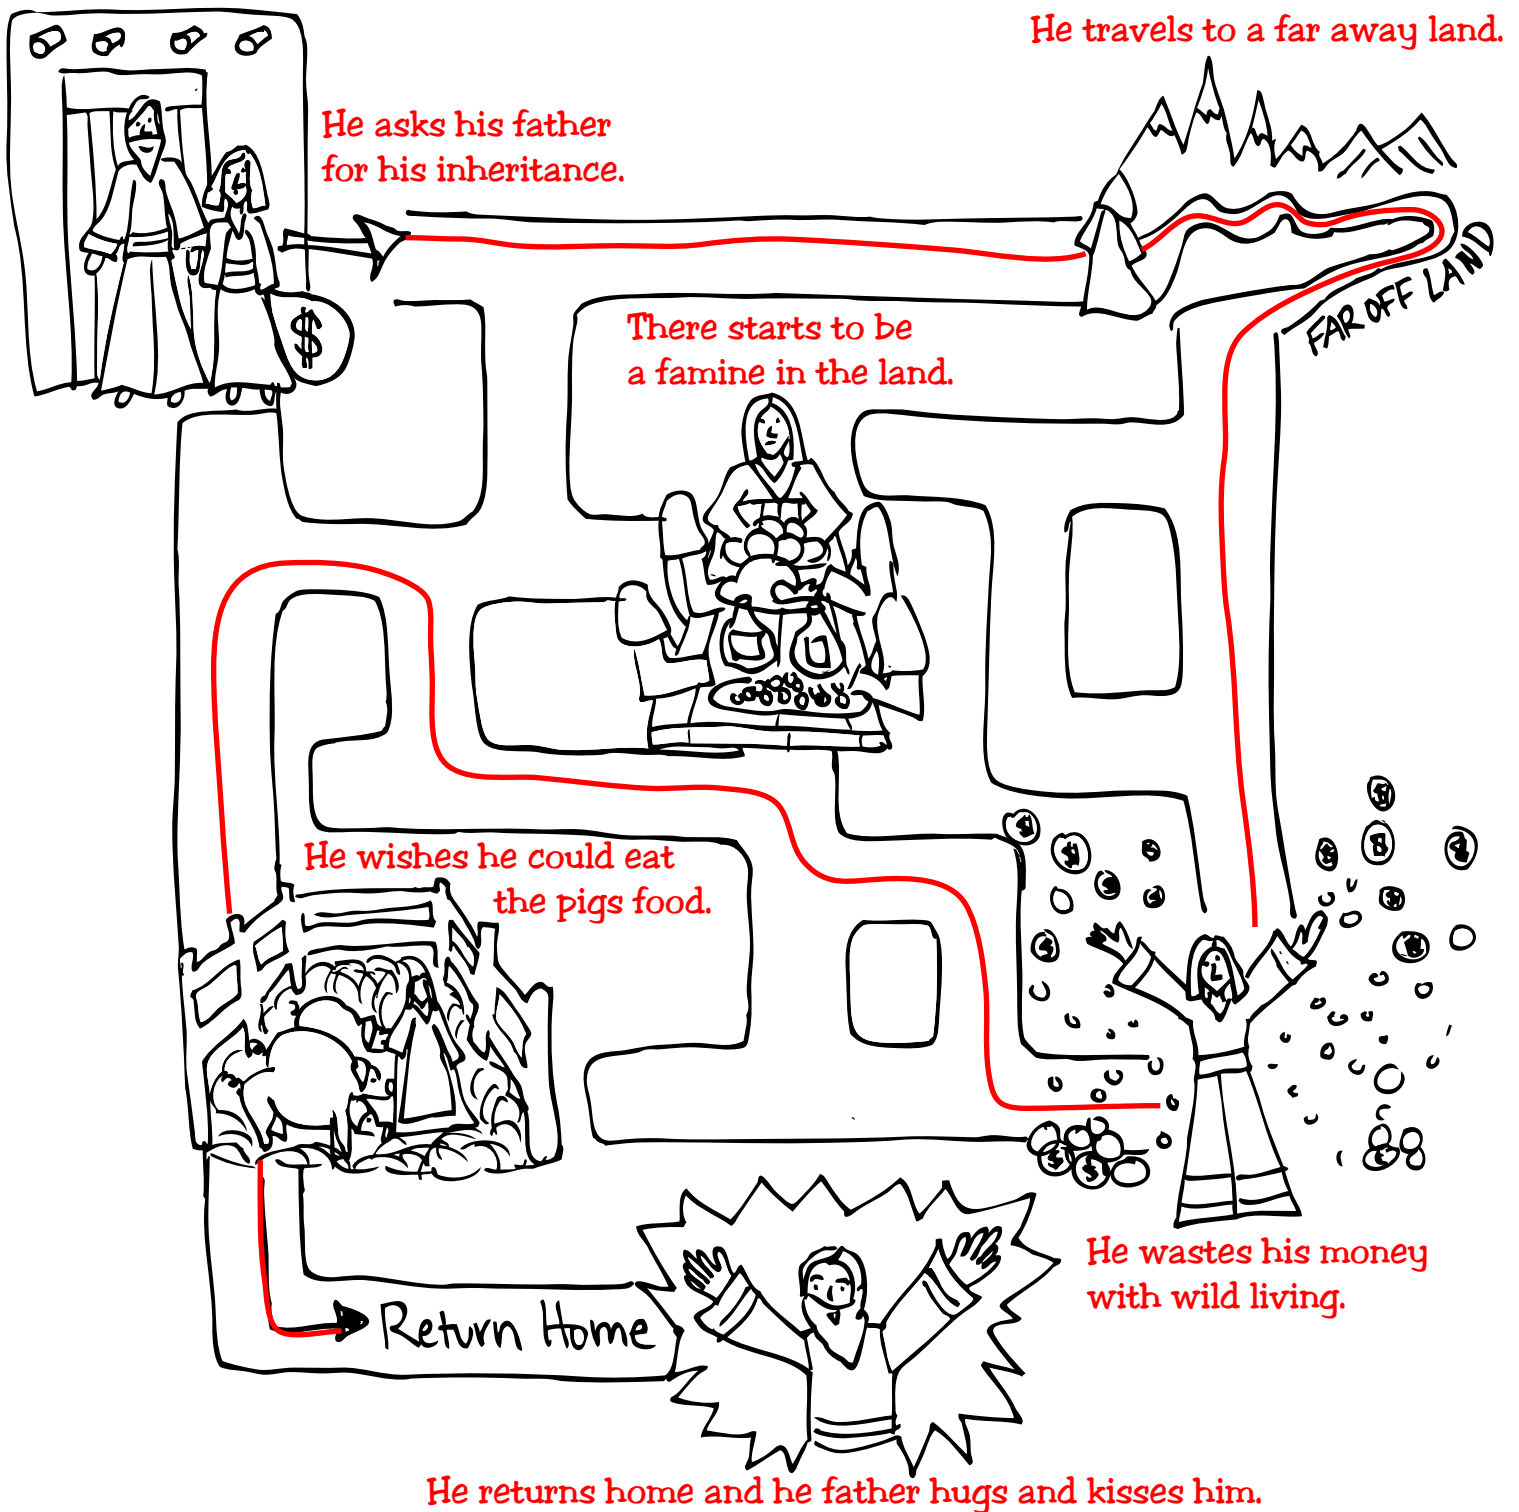 He travels to a far away land.
He asks his father
for his inheritance.
FAR OFF LAND
$
There starts to be
a famine in the land.
He wishes he could eat
the pigs food.
He wastes his money
with wild living.
Return Home
He returns home and he father hugs and kisses him.